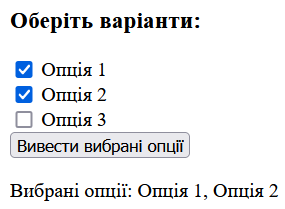 Оберіть варіанти:
Опція 1
Опція 2
Опція 3
Вивести вибрані опції
Вибрані опції: Опція 1, Опція 2